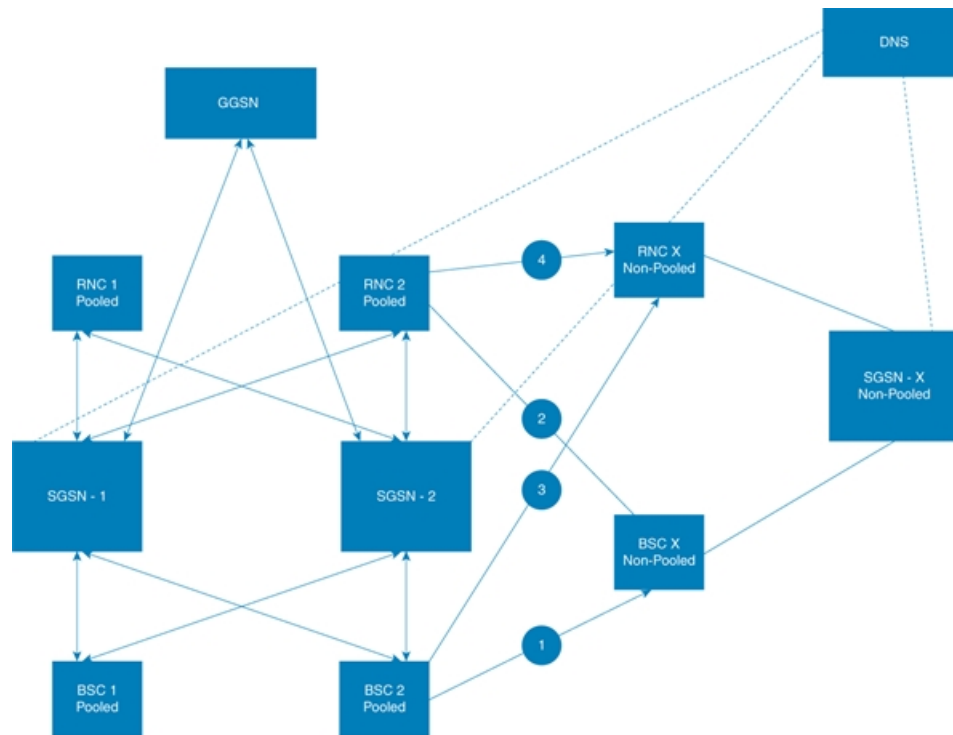 DNS
GGSN
RNC 1
Pooled
RNC 2
Pooled
4
RNC X
Non-Pooled
SGSN - X
Non-Pooled
2
SGSN - 1
SGSN - 2
3
BSC X
Non-Pooled
1
BSC 1
Pooled
BSC 2
Pooled